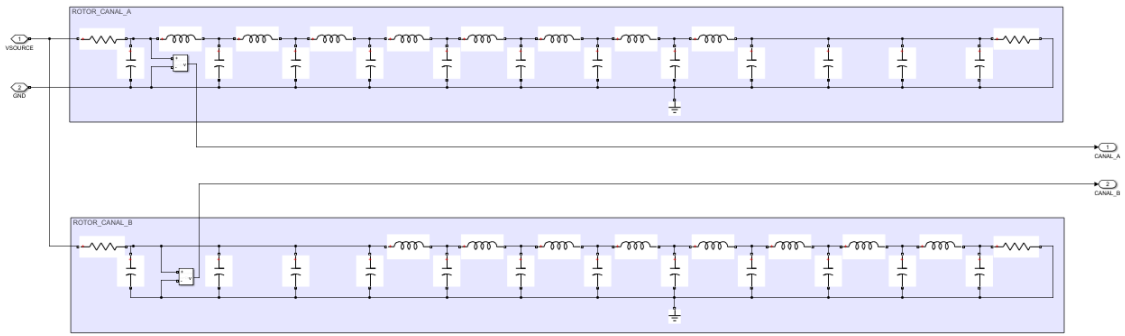 ROTOR_CANAL_A
1
VSOURCE
+
-
v
2
GND
1
CANAL_A
2
CANAL_B
ROTOR_CANAL_B
+
-
v